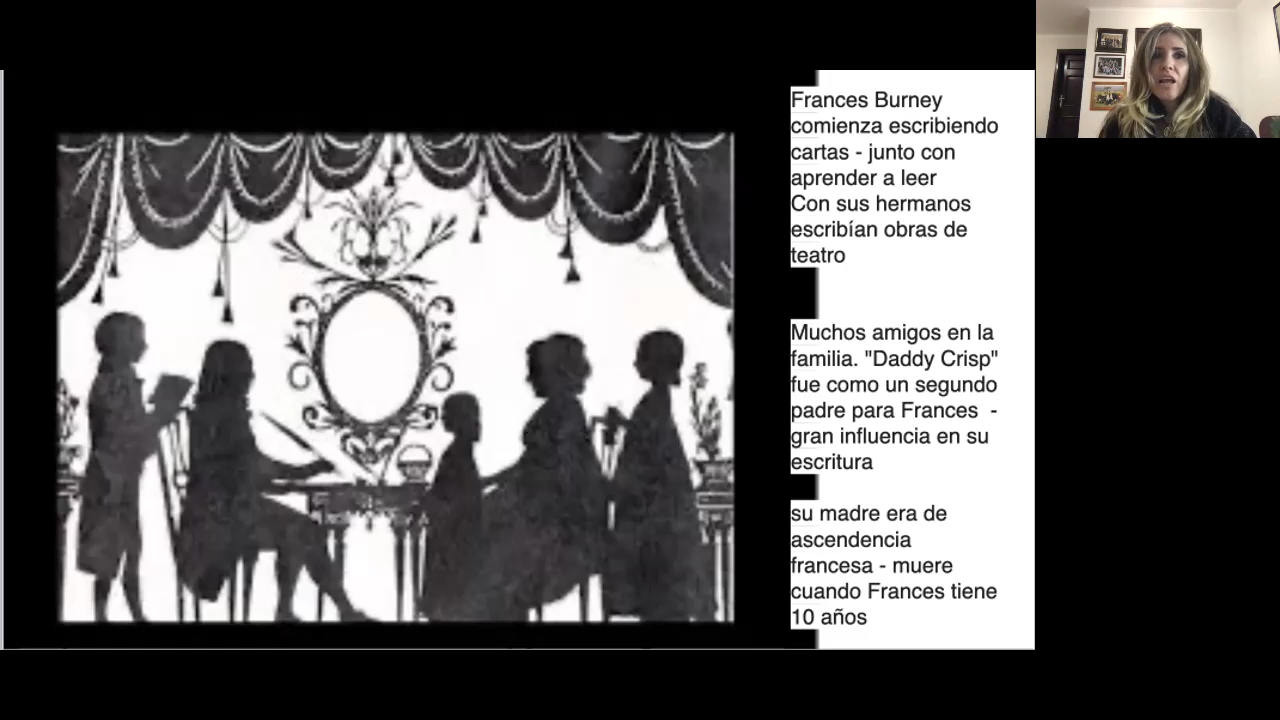 Frances Burney
comienza escribiendo
cartas - junto con
aprender a leer
Con sus hermanos
escribían obras de
teatro
Muchos amigos en la
familia. "Daddy Crisp"
fue como un segundo
padre para Frances  -
gran influencia en su
escritura
su madre era de
ascendencia
francesa - muere
cuando Frances tiene
10 años